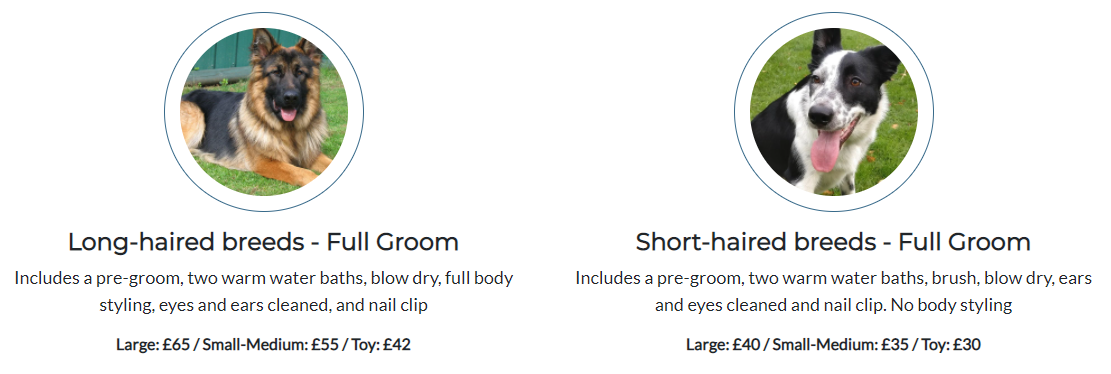 Long-haired breeds - Full Groom
Includes a pre-groom, two warm water baths, blow dry, full body
styling, eyes and ears cleaned, and nail clip
Large: £65 / Small-Medium: £55 / Toy: £42
Short-haired breeds - Full Groom
Includes a pre-groom, two warm water baths, brush, blow dry, ears
and eyes cleaned and nail clip. No body styling
Large: £40 / Small-Medium: £35 / Toy: £30